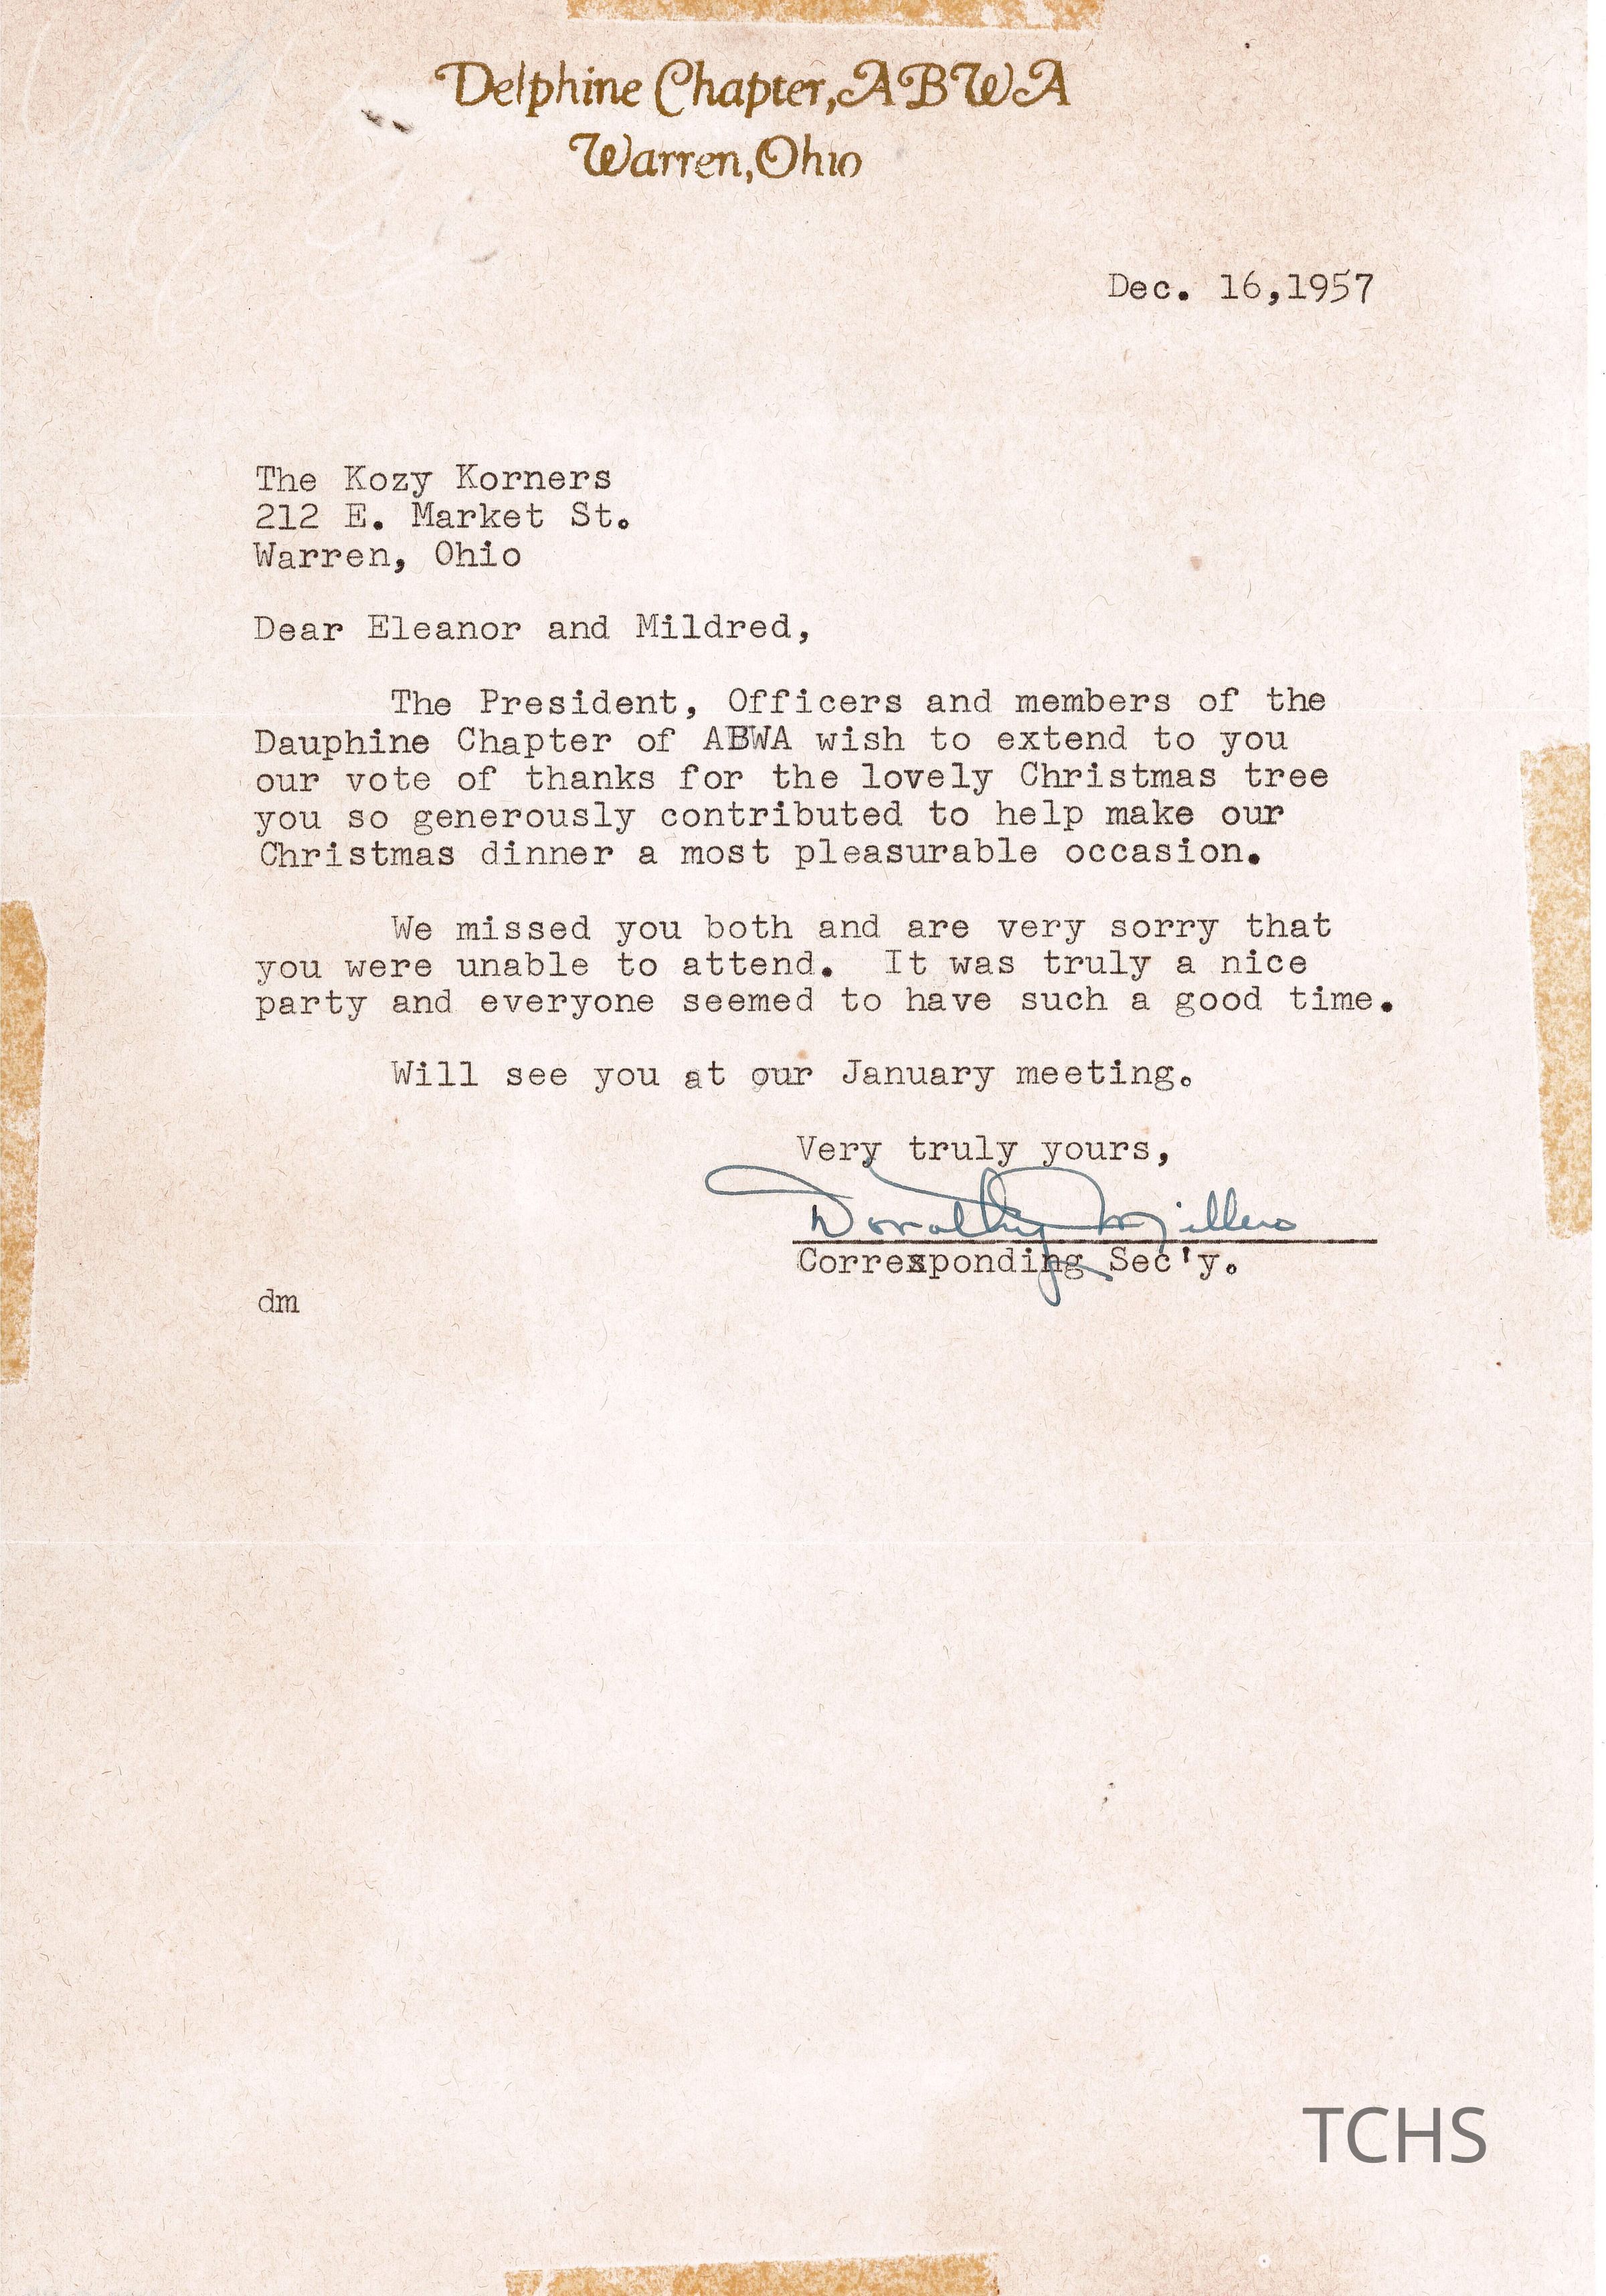 Delphine Chapter, ABWA
Warren, Ohio
Dec. 16,1957
The Kozy Korners
212 E. Market St.
Warren, Ohio
Dear Eleanor and Mildred,
The President, Officers and members of the
Dauphine Chapter of ABWA wish to extend to you
our vote of thanks for the lovely Christmas tree
you so generously contributed to help make our
Christmas dinner a most pleasurable occasion.
We missed you both and are very sorry that
you were unable to attend. It was truly a nice
party and everyone seemed to have such a good time.
Will see you at our January meeting.
Very truly yours,
Dorothy Millero
Corresponding Sec'y.
dm
TCHS